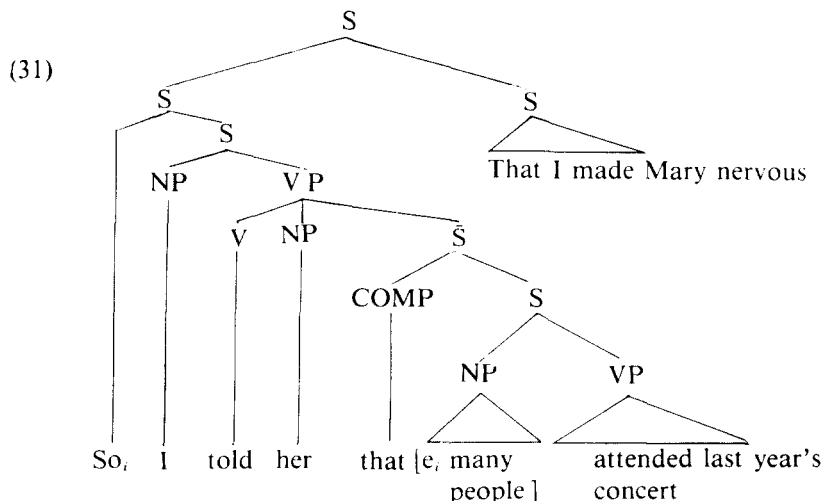 S
(31)
S S
S
That I made Mary nervous
NP VP
V NP S̄
COMP S
NP VP
Soᵢ I told her that [eᵢ many attended last year's
people] concert